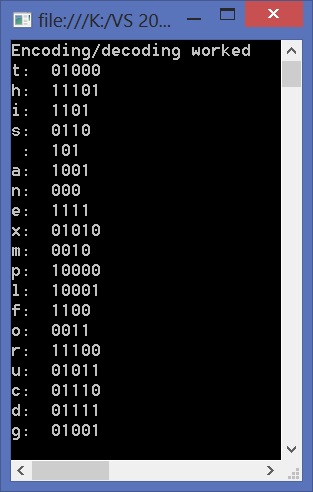 file:///K:/VS 20...
Encoding/decoding worked
t:  01000
h:  11101
i:  1101
s:  0110
 :  101
a:  1001
n:  000
e:  1111
x:  01010
m:  0010
p:  10000
l:  10001
f:  1100
o:  0011
r:  11100
u:  01011
c:  01110
d:  01111
g:  01001